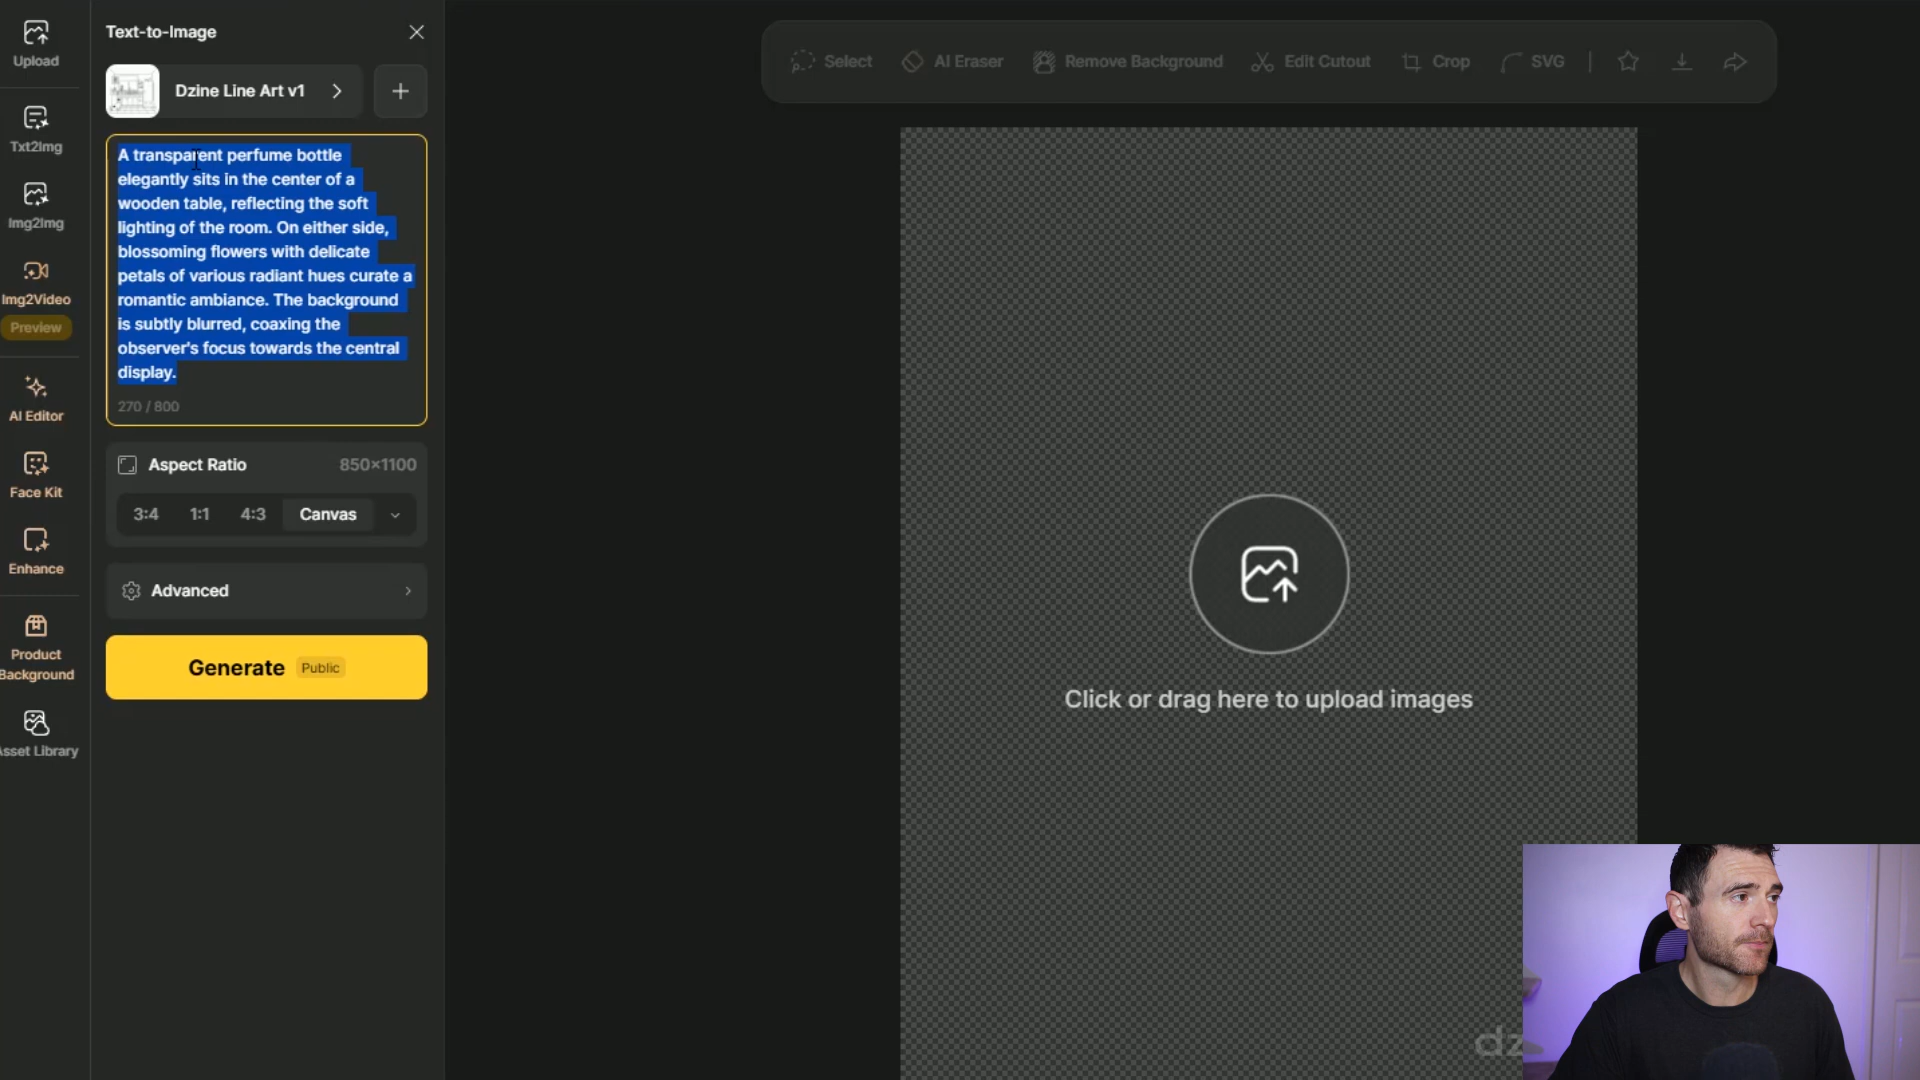 Upload
Txt2Img
Img2Img
Img2Video
Preview
AI Editor
Face Kit
Enhance
Product
Background
Asset Library
Text-to-Image
Dzine Line Art v1
A transparent perfume bottle
elegantly sits in the center of a
wooden table, reflecting the soft
lighting of the room. On either side,
blossoming flowers with delicate
petals of various radiant hues curate a
romantic ambiance. The background
is subtly blurred, coaxing the
observer's focus towards the central
display.
270 / 800
Aspect Ratio 850×1100
3:4 1:1 4:3 Canvas
Advanced
Generate Public
Select AI Eraser Remove Background Edit Cutout Crop SVG
Click or drag here to upload images
dz